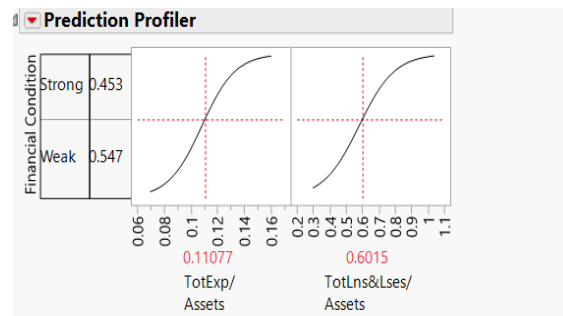 Prediction Profiler
Financial Condition
Strong 0.453
Weak 0.547
0.06 0.08 0.1 0.12 0.14 0.16
0.2 0.3 0.4 0.5 0.6 0.7 0.8 0.9 1 1.1
0.11077 0.6015
TotExp/ TotLns&Lses/
Assets Assets